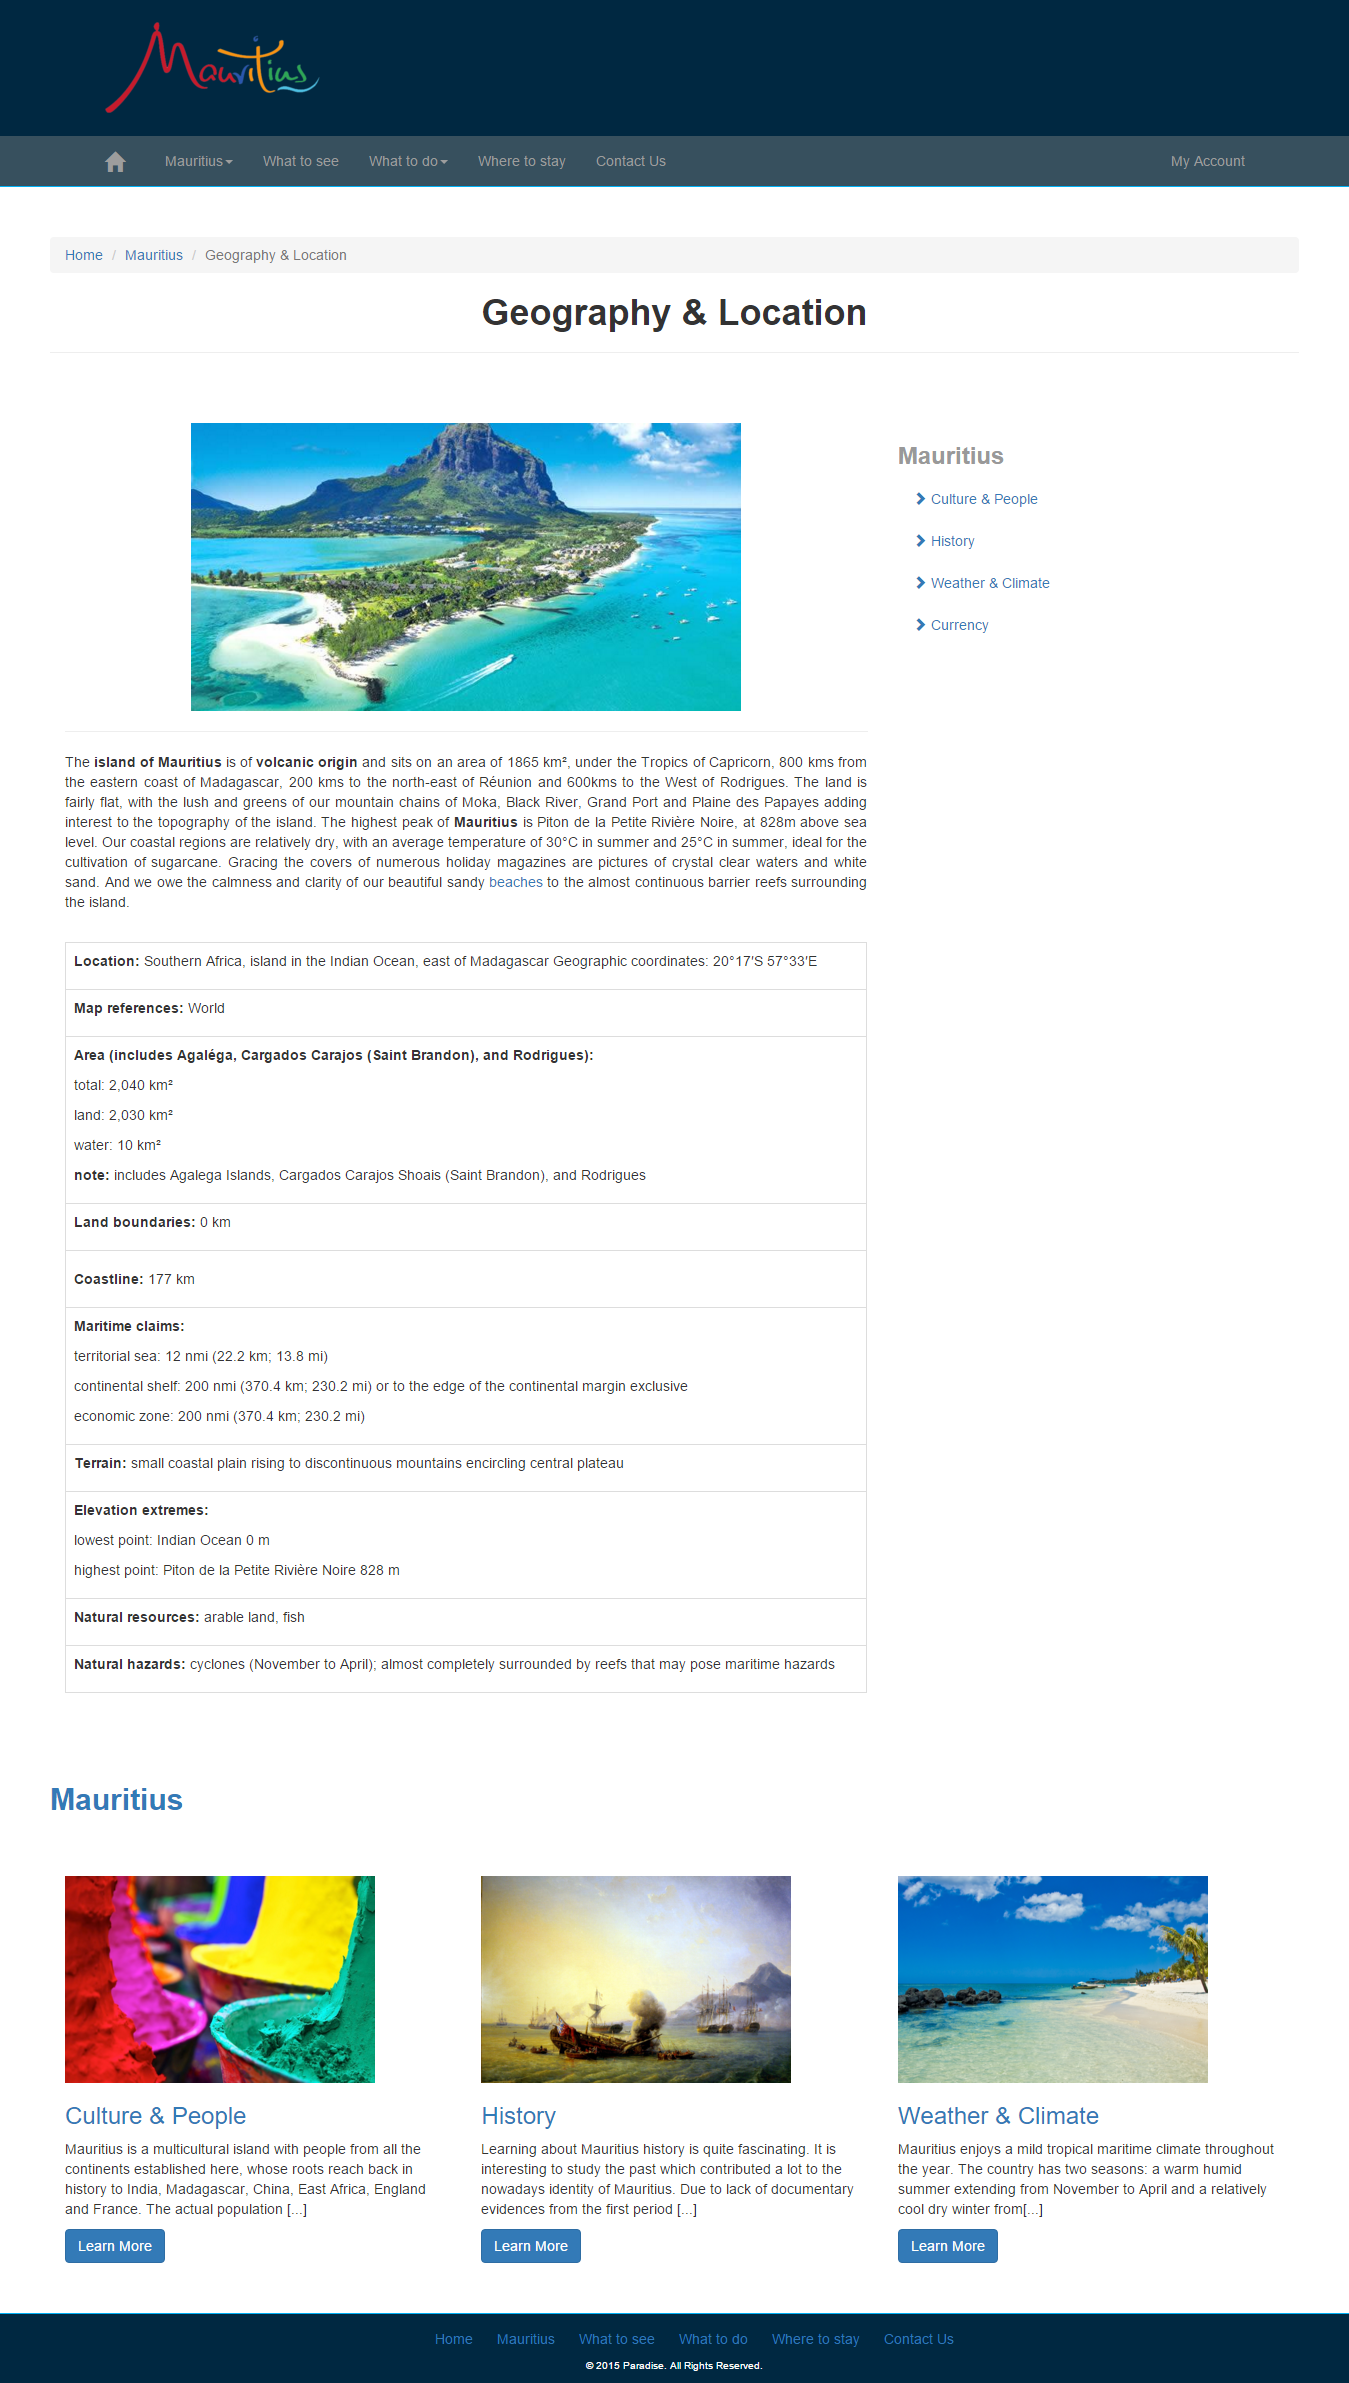 Mauritius
Mauritius What to see What to do Where to stay Contact Us My Account
Home / Mauritius / Geography & Location
Geography & Location
Mauritius
Culture & People
History
Weather & Climate
Currency
The island of Mauritius is of volcanic origin and sits on an area of 1865 km², under the Tropics of Capricorn, 800 kms from
the eastern coast of Madagascar, 200 kms to the north-east of Réunion and 600kms to the West of Rodrigues. The land is
fairly flat, with the lush and greens of our mountain chains of Moka, Black River, Grand Port and Plaine des Papayes adding
interest to the topography of the island. The highest peak of Mauritius is Piton de la Petite Rivière Noire, at 828m above sea
level. Our coastal regions are relatively dry, with an average temperature of 30°C in summer and 25°C in summer, ideal for the
cultivation of sugarcane. Gracing the covers of numerous holiday magazines are pictures of crystal clear waters and white
sand. And we owe the calmness and clarity of our beautiful sandy beaches to the almost continuous barrier reefs surrounding
the island.
Location: Southern Africa, island in the Indian Ocean, east of Madagascar Geographic coordinates: 20°17′S 57°33′E
Map references: World
Area (includes Agaléga, Cargados Carajos (Saint Brandon), and Rodrigues):
total: 2,040 km²
land: 2,030 km²
water: 10 km²
note: includes Agalega Islands, Cargados Carajos Shoais (Saint Brandon), and Rodrigues
Land boundaries: 0 km
Coastline: 177 km
Maritime claims:
territorial sea: 12 nmi (22.2 km; 13.8 mi)
continental shelf: 200 nmi (370.4 km; 230.2 mi) or to the edge of the continental margin exclusive
economic zone: 200 nmi (370.4 km; 230.2 mi)
Terrain: small coastal plain rising to discontinuous mountains encircling central plateau
Elevation extremes:
lowest point: Indian Ocean 0 m
highest point: Piton de la Petite Rivière Noire 828 m
Natural resources: arable land, fish
Natural hazards: cyclones (November to April); almost completely surrounded by reefs that may pose maritime hazards
Mauritius
Culture & People
Mauritius is a multicultural island with people from all the
continents established here, whose roots reach back in
history to India, Madagascar, China, East Africa, England
and France. The actual population [...]
Learn More
History
Learning about Mauritius history is quite fascinating. It is
interesting to study the past which contributed a lot to the
nowadays identity of Mauritius. Due to lack of documentary
evidences from the first period [...]
Learn More
Weather & Climate
Mauritius enjoys a mild tropical maritime climate throughout
the year. The country has two seasons: a warm humid
summer extending from November to April and a relatively
cool dry winter from[...]
Learn More
Home Mauritius What to see What to do Where to stay Contact Us
© 2015 Paradise. All Rights Reserved.